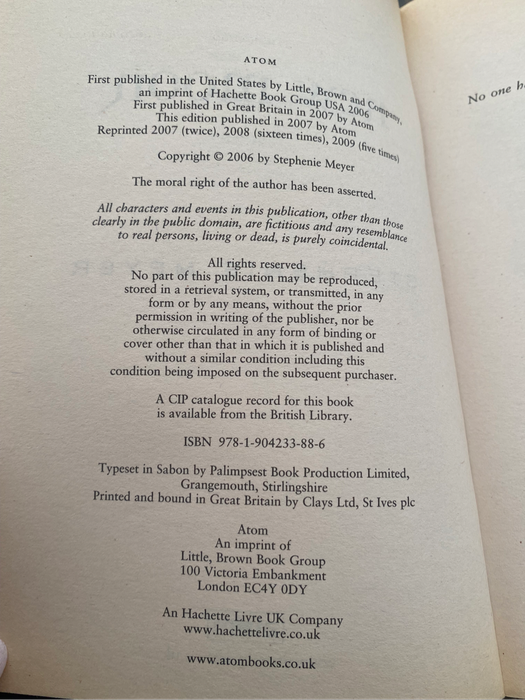 ATOM
First published in the United States by Little, Brown and Company,
an imprint of Hachette Book Group USA 2006
First published in Great Britain in 2007 by Atom
This edition published in 2007 by Atom
Reprinted 2007 (twice), 2008 (sixteen times), 2009 (five times)
Copyright © 2006 by Stephenie Meyer
The moral right of the author has been asserted.
All characters and events in this publication, other than those
clearly in the public domain, are fictitious and any resemblance
to real persons, living or dead, is purely coincidental.
All rights reserved.
No part of this publication may be reproduced,
stored in a retrieval system, or transmitted, in any
form or by any means, without the prior
permission in writing of the publisher, nor be
otherwise circulated in any form of binding or
cover other than that in which it is published and
without a similar condition including this
condition being imposed on the subsequent purchaser.
A CIP catalogue record for this book
is available from the British Library.
ISBN 978-1-904233-88-6
Typeset in Sabon by Palimpsest Book Production Limited,
Grangemouth, Stirlingshire
Printed and bound in Great Britain by Clays Ltd, St Ives plc
Atom
An imprint of
Little, Brown Book Group
100 Victoria Embankment
London EC4Y 0DY
An Hachette Livre UK Company
www.hachettelivre.co.uk
www.atombooks.co.uk
No one